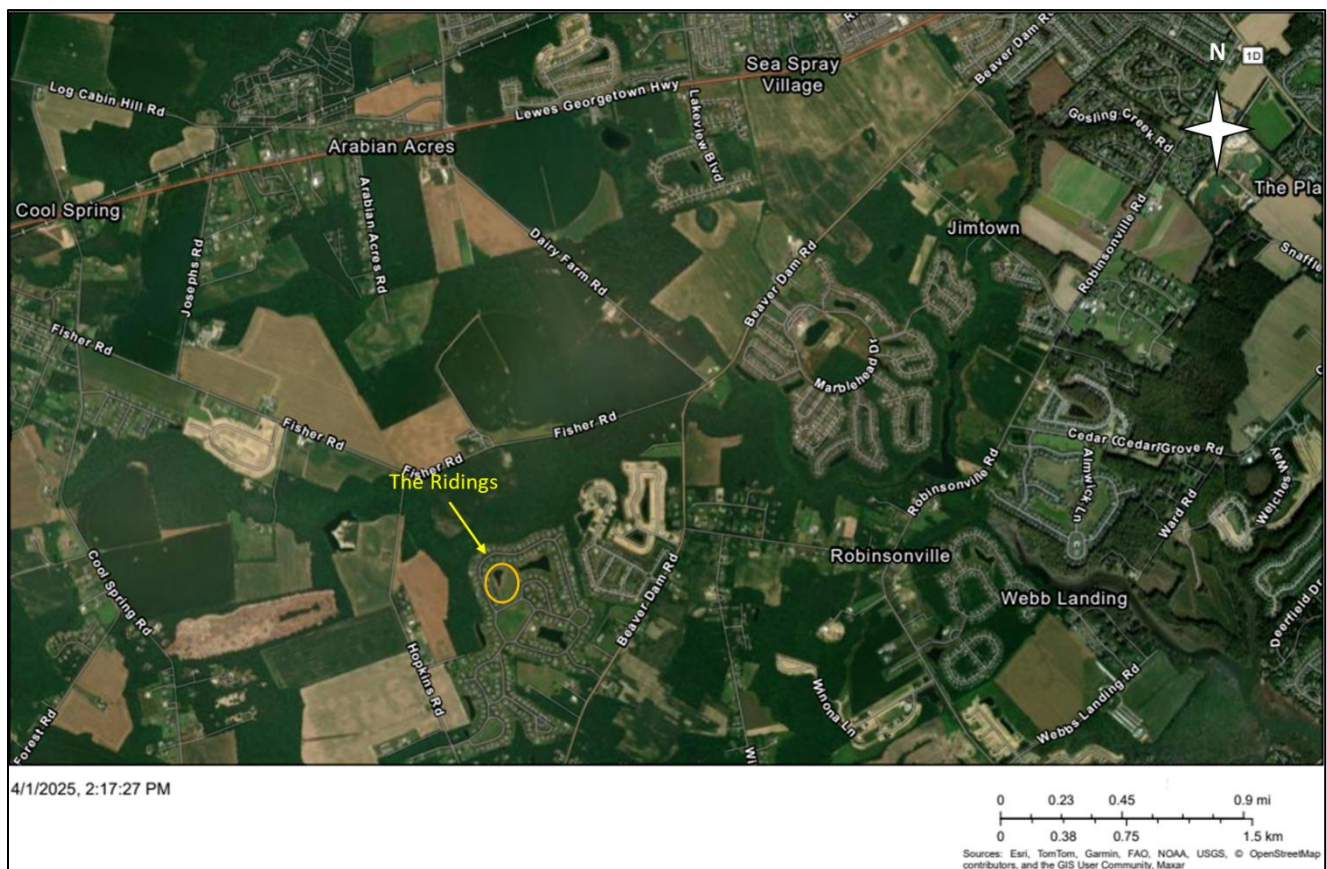 Beaver Dam Rd
N
1D
Sea Spray
Village
Log Cabin Hill Rd
Lewes Georgetown Hwy
Lakeview Blvd
Gosling Creek Rd
Arabian Acres
The Pla
Cool Spring
Arabian Acres Rd
Josephs Rd
Dairy Farm Rd
Jimtown
Robinsonville Rd
Snaffle
Beaver Dam Rd
Fisher Rd
Marblehead Dr
Fisher Rd
Fisher Rd
Fisher Rd
The Ridings
Cedar Grove Rd
Almwick Ln
Welches Way
Robinsonville Rd
Ward Rd
Robinsonville
Webb Landing
Cool Spring Rd
Beaver Dam Rd
Deerfield Dr
Hopkins Rd
Winona Ln
Webbs Landing Rd
Forest Rd
Wi
4/1/2025, 2:17:27 PM
0 0.23 0.45 0.9 mi
0 0.38 0.75 1.5 km
Sources: Esri, TomTom, Garmin, FAO, NOAA, USGS, © OpenStreetMap
contributors, and the GIS User Community, Maxar